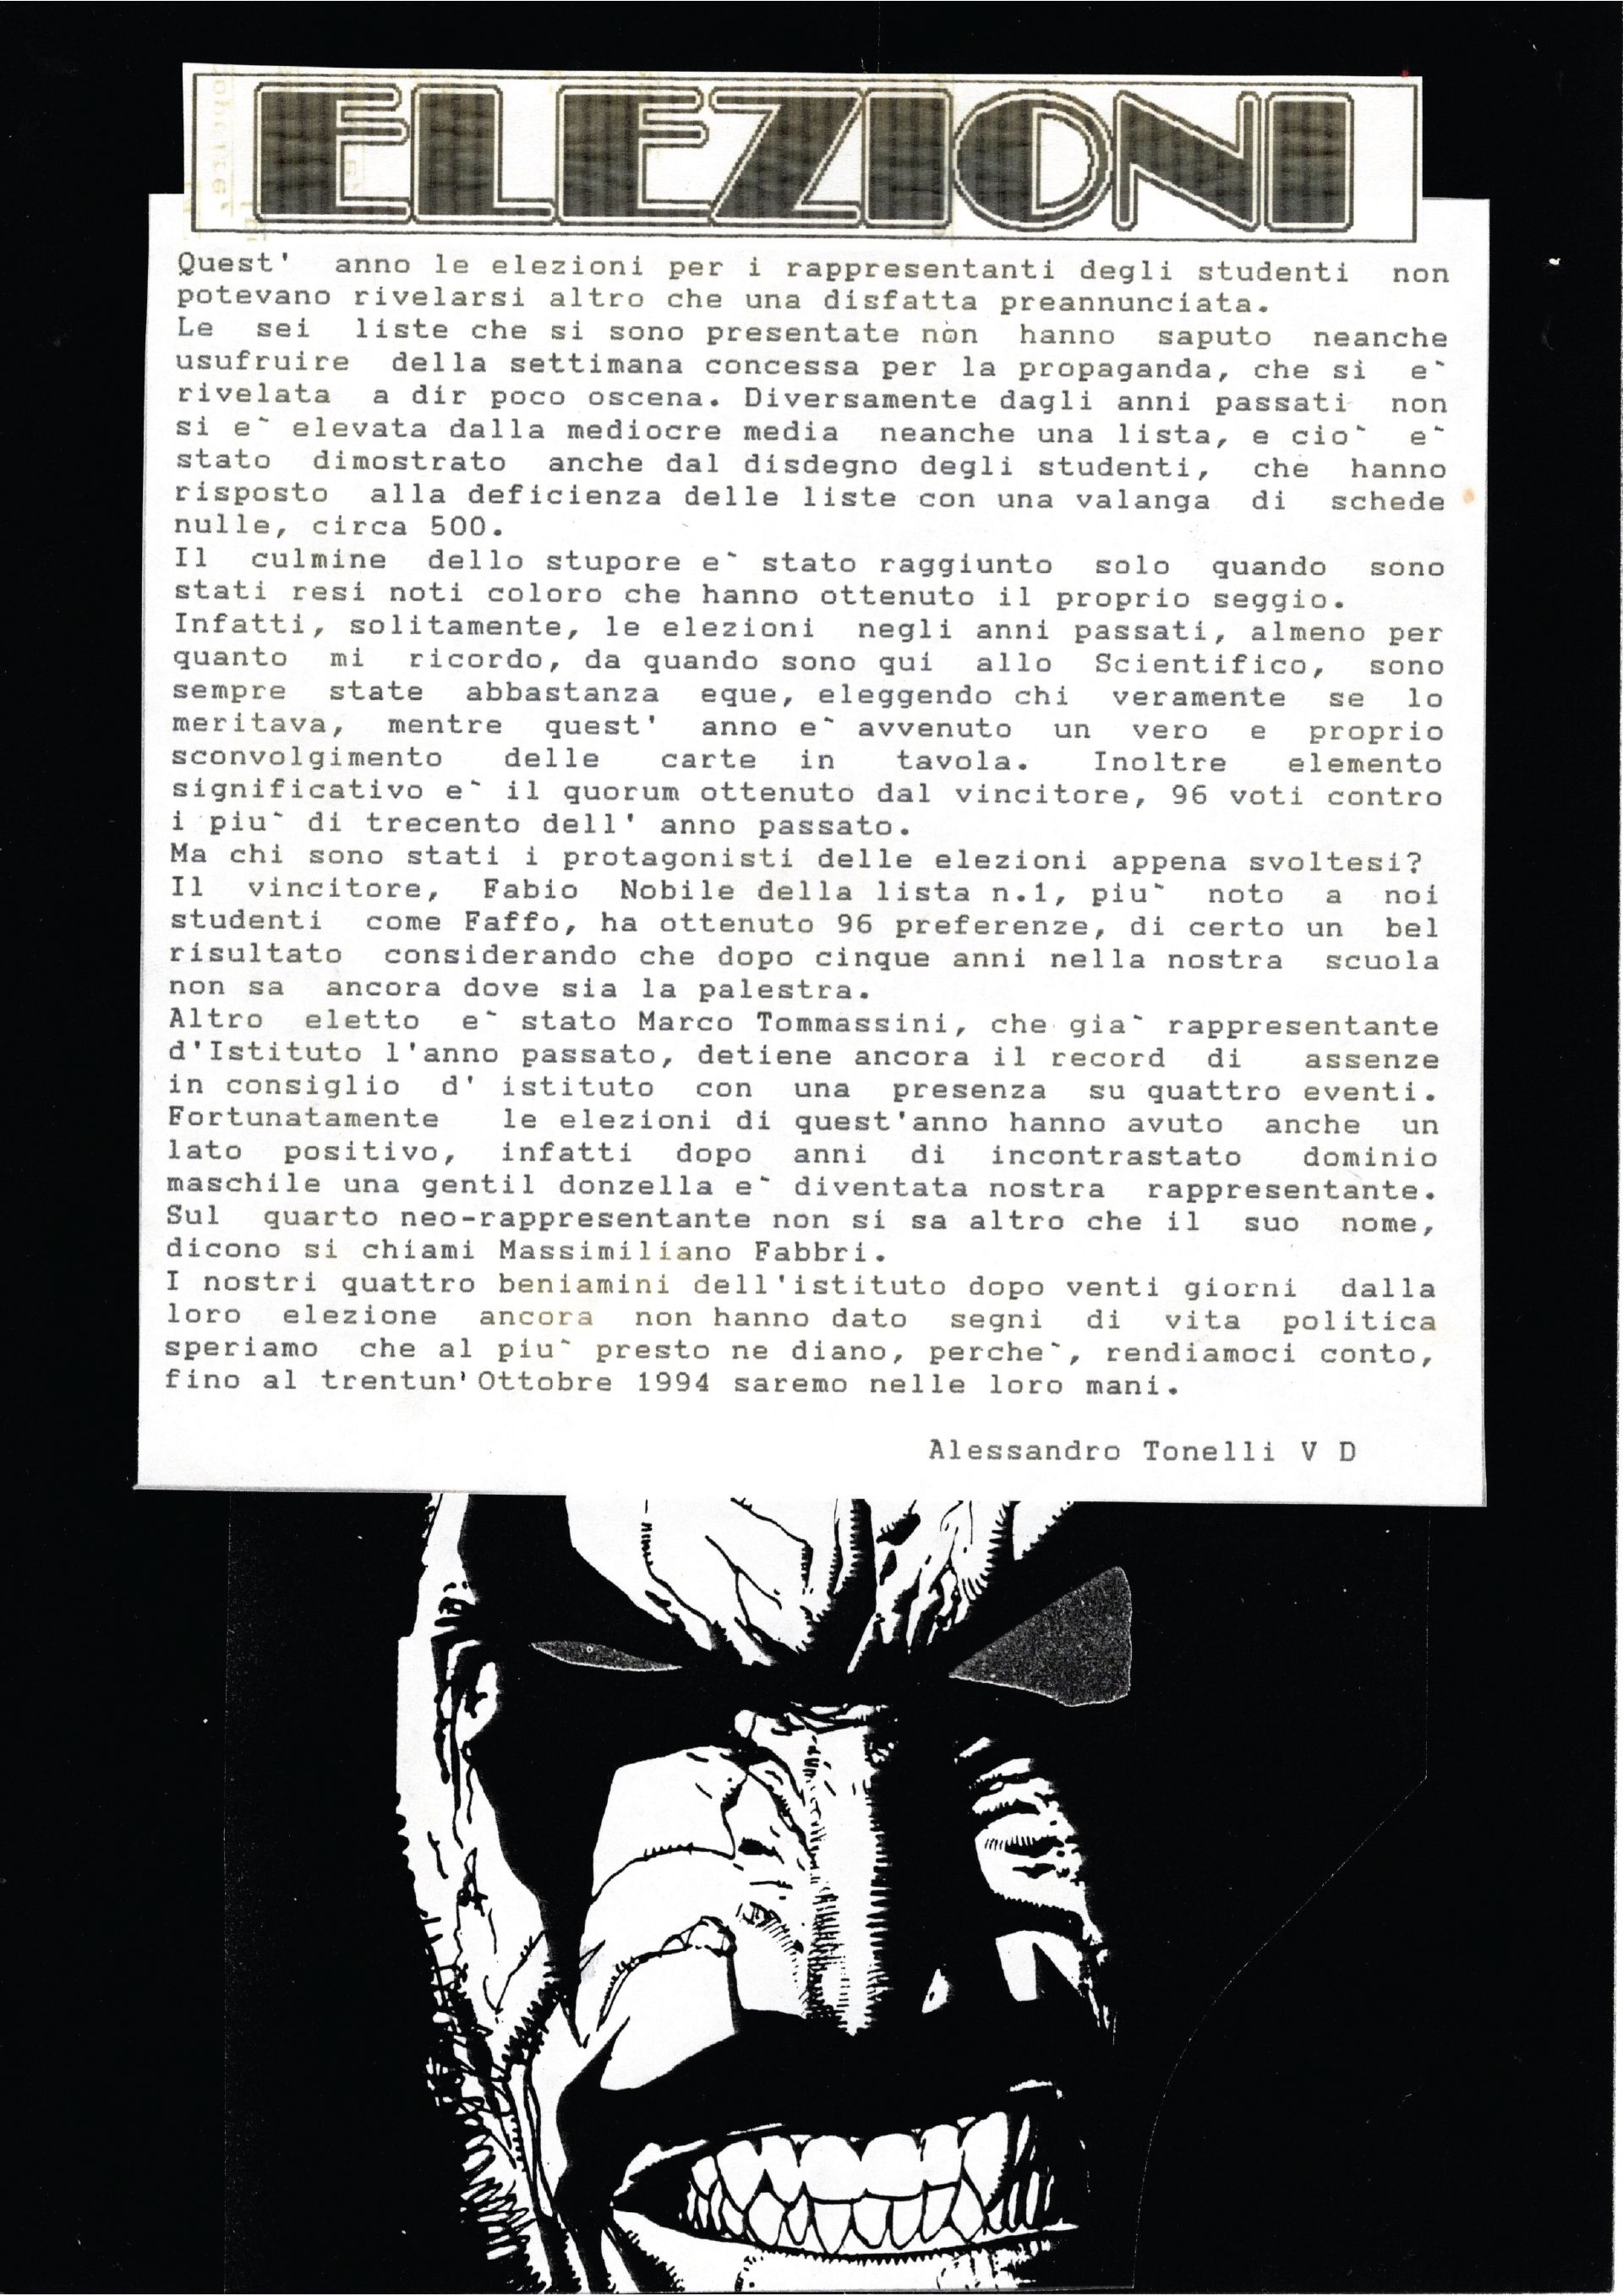 ELEZIONI
Quest' anno le elezioni per i rappresentanti degli studenti non
potevano rivelarsi altro che una disfatta preannunciata.
Le sei liste che si sono presentate non hanno saputo neanche
usufruire della settimana concessa per la propaganda, che si e`
rivelata a dir poco oscena. Diversamente dagli anni passati non
si e` elevata dalla mediocre media neanche una lista, e cio` e`
stato dimostrato anche dal disdegno degli studenti, che hanno
risposto alla deficienza delle liste con una valanga di schede
nulle, circa 500.
Il culmine dello stupore e` stato raggiunto solo quando sono
stati resi noti coloro che hanno ottenuto il proprio seggio.
Infatti, solitamente, le elezioni negli anni passati, almeno per
quanto mi ricordo, da quando sono qui allo Scientifico, sono
sempre state abbastanza eque, eleggendo chi veramente se lo
meritava, mentre quest' anno e` avvenuto un vero e proprio
sconvolgimento delle carte in tavola. Inoltre elemento
significativo e` il quorum ottenuto dal vincitore, 96 voti contro
i piu` di trecento dell' anno passato.
Ma chi sono stati i protagonisti delle elezioni appena svoltesi?
Il vincitore, Fabio Nobile della lista n.1, piu` noto a noi
studenti come Faffo, ha ottenuto 96 preferenze, di certo un bel
risultato considerando che dopo cinque anni nella nostra scuola
non sa ancora dove sia la palestra.
Altro eletto e` stato Marco Tommassini, che gia` rappresentante
d'Istituto l'anno passato, detiene ancora il record di assenze
in consiglio d' istituto con una presenza su quattro eventi.
Fortunatamente le elezioni di quest'anno hanno avuto anche un
lato positivo, infatti dopo anni di incontrastato dominio
maschile una gentil donzella e` diventata nostra rappresentante.
Sul quarto neo-rappresentante non si sa altro che il suo nome,
dicono si chiami Massimiliano Fabbri.
I nostri quattro beniamini dell'istituto dopo venti giorni dalla
loro elezione ancora non hanno dato segni di vita politica
speriamo che al piu` presto ne diano, perche`, rendiamoci conto,
fino al trentun' Ottobre 1994 saremo nelle loro mani.
Alessandro Tonelli V D